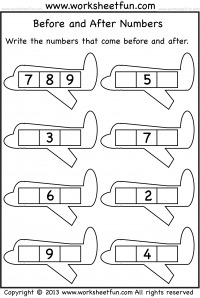 www.worksheetfun.com
Before and After Numbers
Write the numbers that come before and after.
7 8 9
5
3
7
6
2
9
4
Copyright © 2013 www.worksheetfun.com All rights reserved